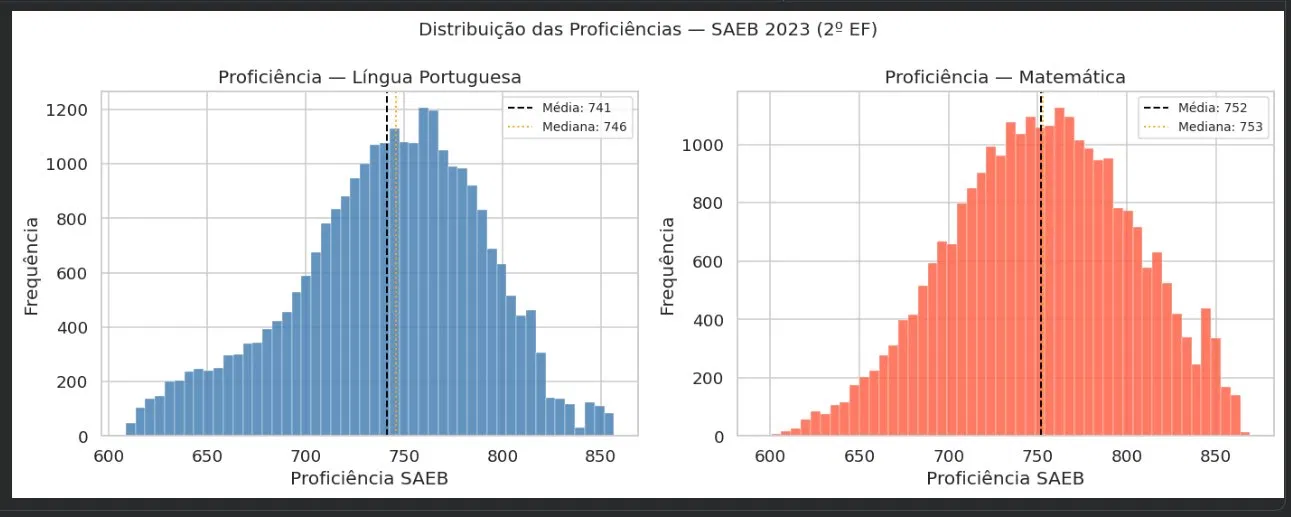 Distribuição das Proficiências — SAEB 2023 (2º EF)
Proficiência — Língua Portuguesa
Média: 741
Mediana: 746
1200
1000
800
600
400
200
0
Frequência
600 650 700 750 800 850
Proficiência SAEB
Proficiência — Matemática
Média: 752
Mediana: 753
1000
800
600
400
200
0
Frequência
600 650 700 750 800 850
Proficiência SAEB